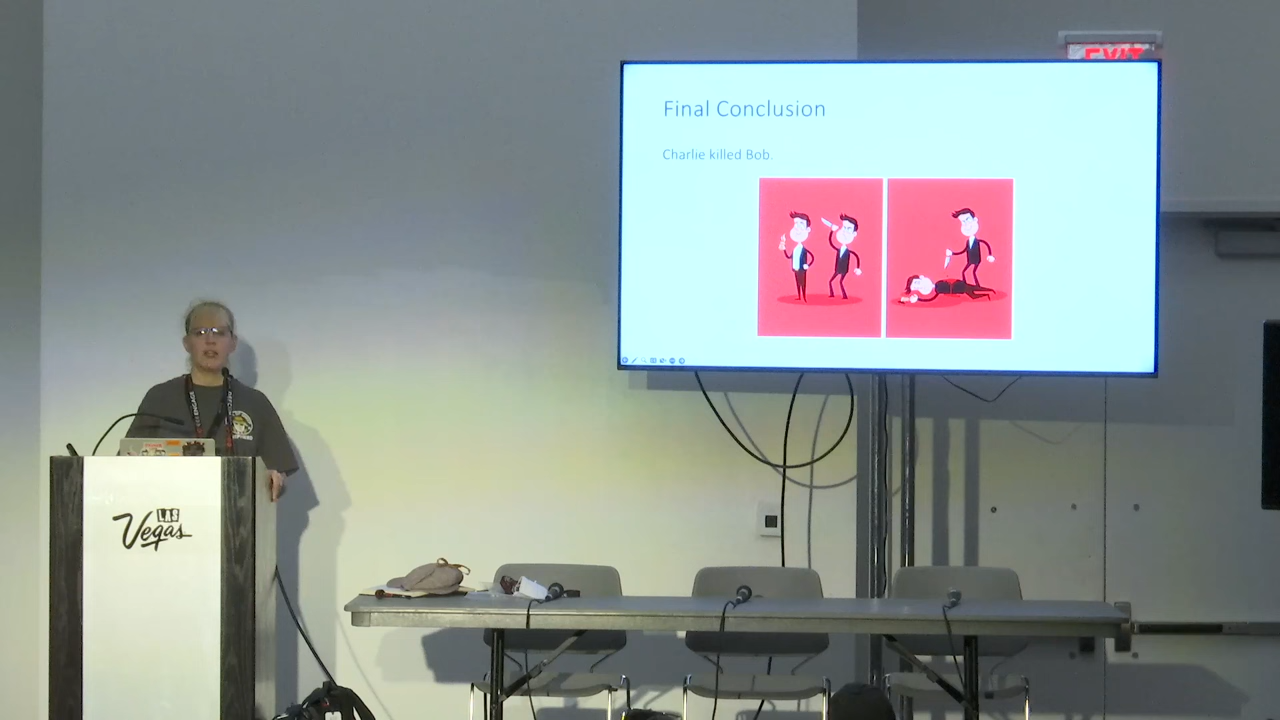 EXIT
Final Conclusion
Charlie killed Bob.
LAS
Vegas